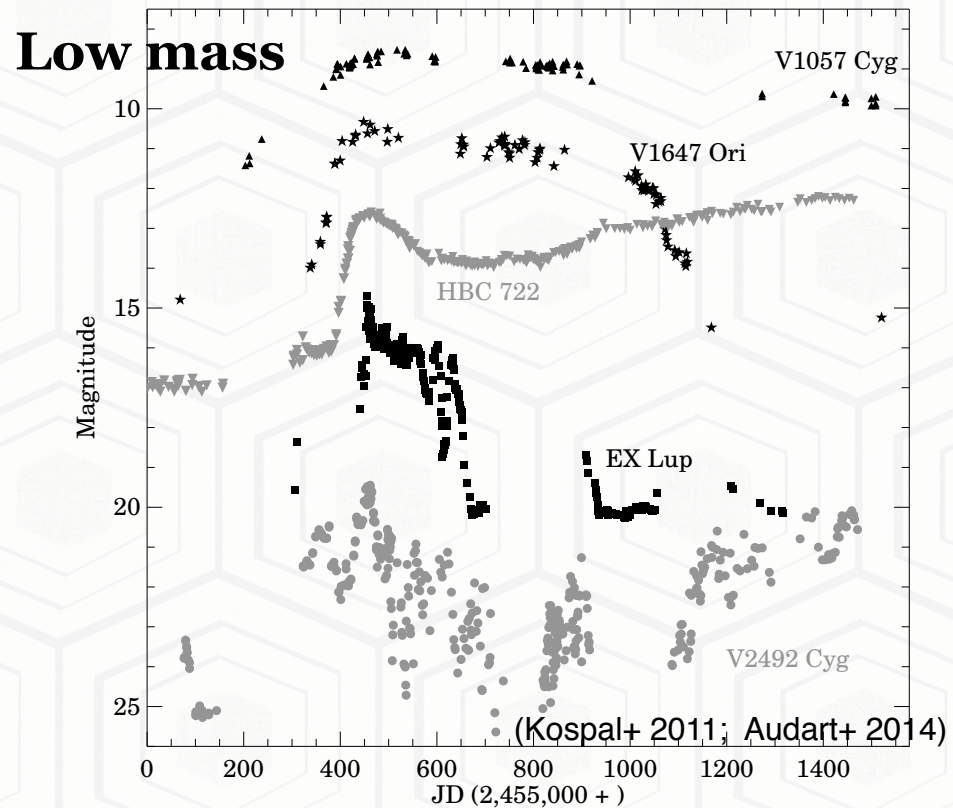 Low mass
V1057 Cyg
V1647 Ori
HBC 722
EX Lup
V2492 Cyg
(Kospal+ 2011; Audart+ 2014)
Magnitude
10
15
20
25
0 200 400 600 800 1000 1200 1400
JD (2,455,000 + )